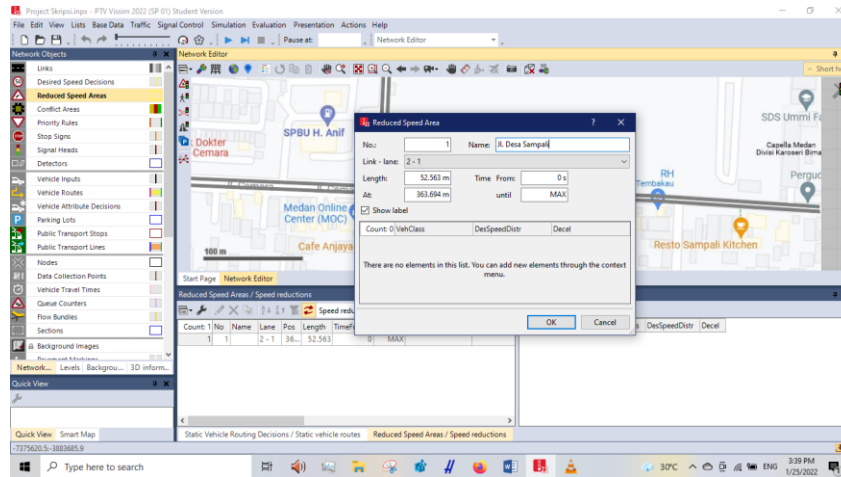 Project Skripsi.inpx - PTV Vissim 2022 (SP 01) Student Version
File Edit View Lists Base Data Traffic Signal Control Simulation Evaluation Presentation Actions Help
Pause at: Network Editor
Network Objects
Network Editor
Links
Desired Speed Decisions
Reduced Speed Areas
Conflict Areas
Priority Rules
Stop Signs
Signal Heads
Detectors
Vehicle Inputs
Vehicle Routes
Vehicle Attribute Decisions
Parking Lots
Public Transport Stops
Public Transport Lines
Nodes
Data Collection Points
Vehicle Travel Times
Queue Counters
Flow Bundles
Sections
Background Images
Pavement Markings
Network... Levels Backgrou... 3D inform...
Quick View
Quick View Smart Map
-7375620.5:-3883685.9
Short h
SPBU H. Anif
Dokter
Cemara
Medan Online
Center (MOC)
Cafe Anjaya
100 m
SDS Ummi Fa
Capella Medan
Divisi Karoseri Bima
RH
Tembakau
Perguc
Resto Sampali Kitchen
Reduced Speed Area
? X
No.: 1 Name: Jl. Desa Sampali
Link - lane: 2 - 1
Length: 52.563 m Time From: 0 s
At: 363.694 m until MAX
Show label
Count: 0 VehClass DesSpeedDistr Decel
There are no elements in this list. You can add new elements through the context
menu.
OK Cancel
Start Page Network Editor
Reduced Speed Areas / Speed reductions
Speed redu
Count: 1 No Name Lane Pos Length TimeF
1 1 2 - 1 36... 52.563 0 MAX
DesSpeedDistr Decel
Static Vehicle Routing Decisions / Static vehicle routes Reduced Speed Areas / Speed reductions
Type here to search
30°C ENG
3:39 PM
1/25/2022